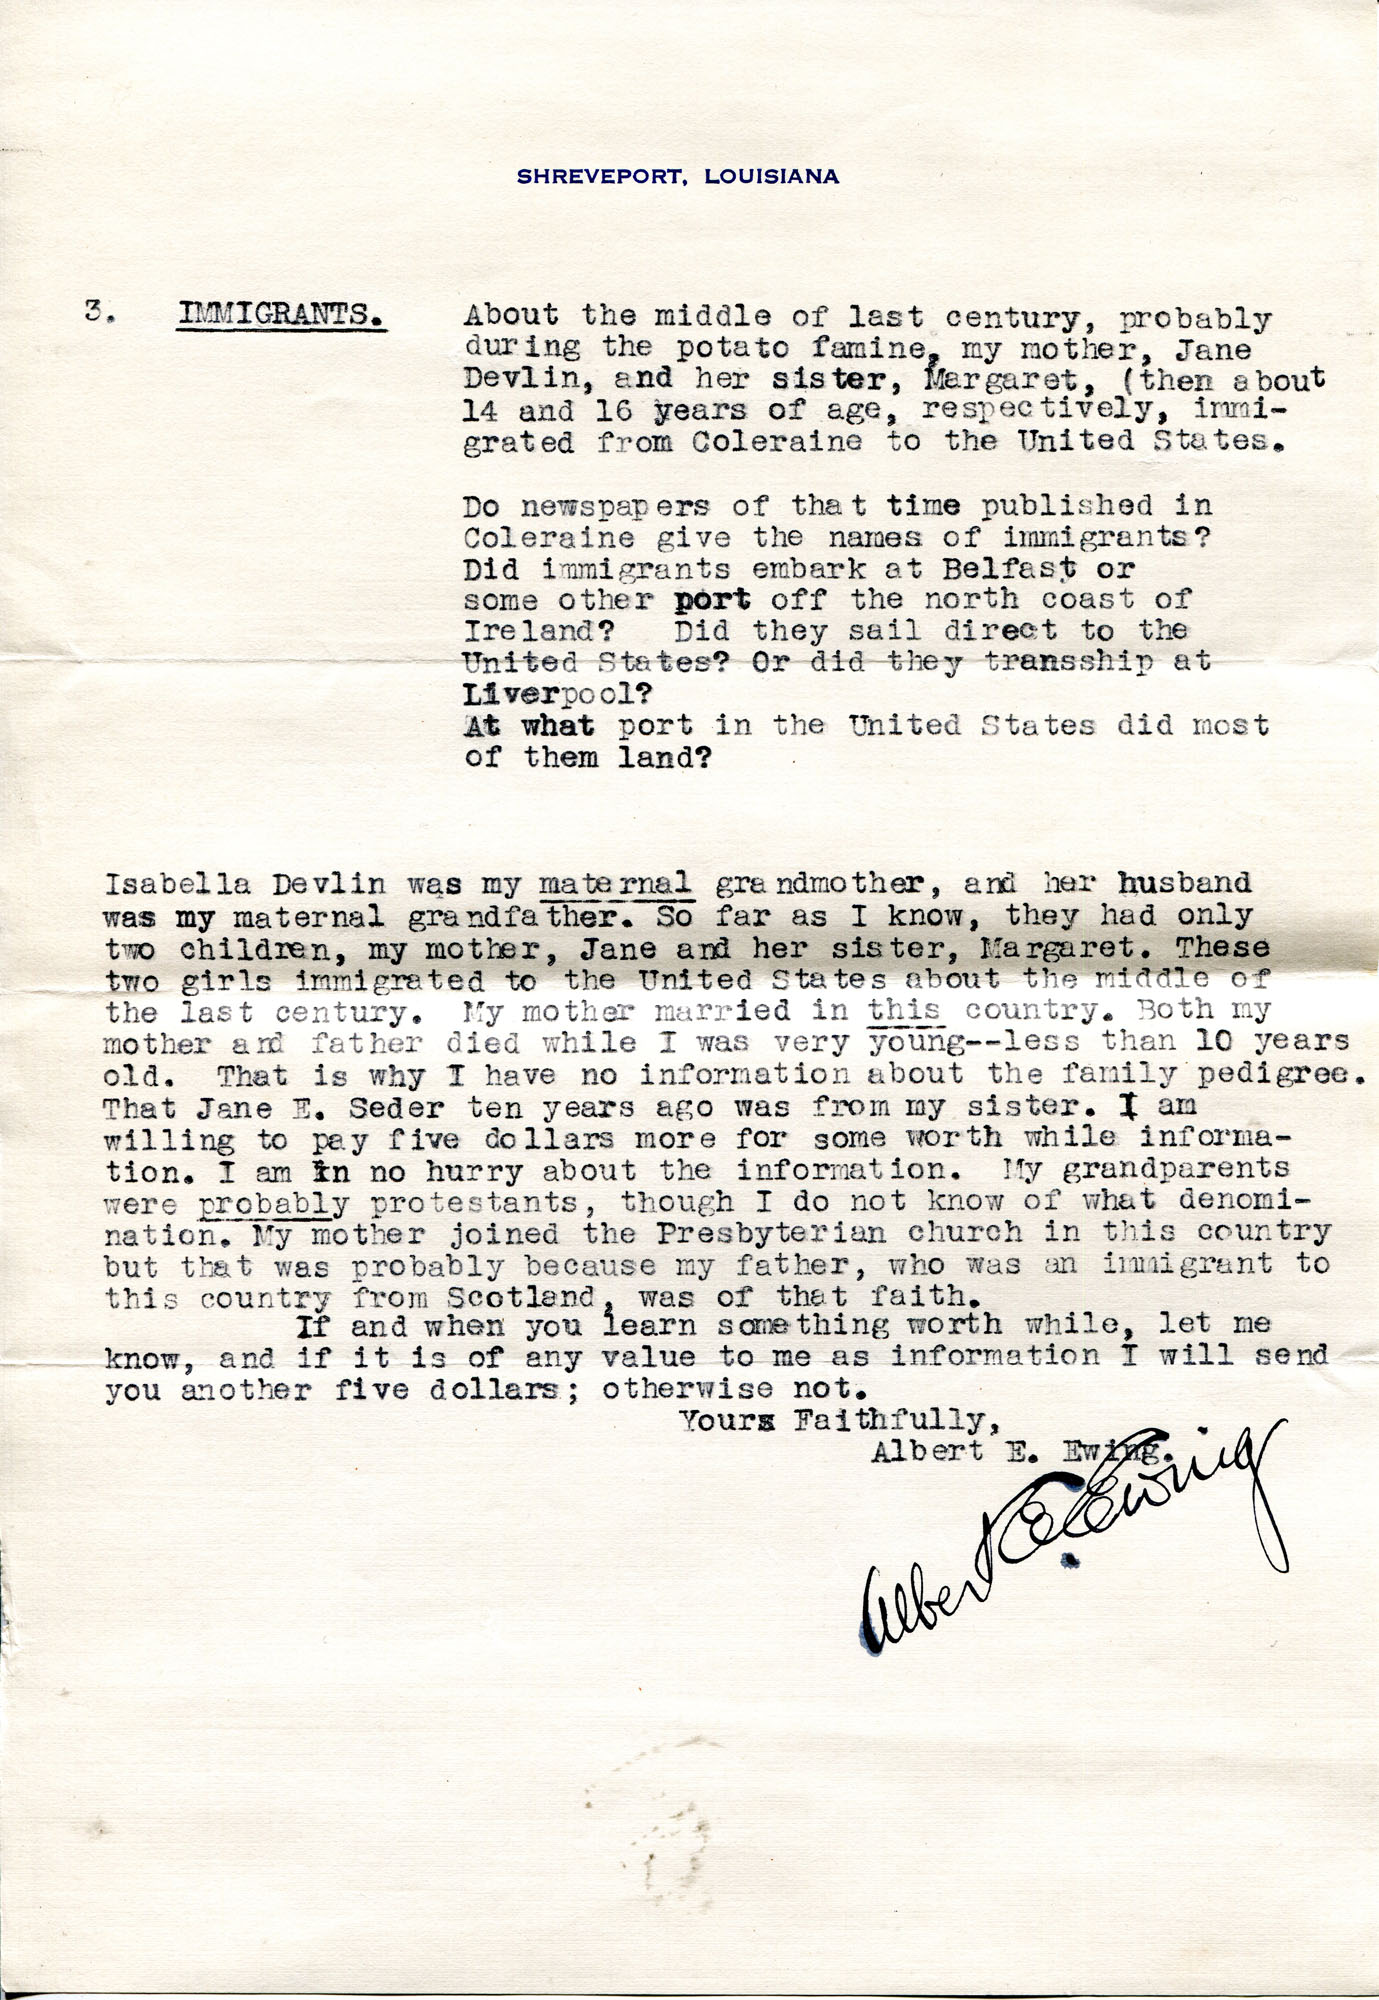 SHREVEPORT, LOUISIANA
3. IMMIGRANTS. About the middle of last century, probably
during the potato famine, my mother, Jane
Devlin, and her sister, Margaret, (then about
14 and 16 years of age, respectively, immi-
grated from Coleraine to the United States.
Do newspapers of that time published in
Coleraine give the names of immigrants?
Did immigrants embark at Belfast or
some other port off the north coast of
Ireland? Did they sail direct to the
United States? Or did they transship at
Liverpool?
At what port in the United States did most
of them land?
Isabella Devlin was my maternal grandmother, and her husband
was my maternal grandfather. So far as I know, they had only
two children, my mother, Jane and her sister, Margaret. These
two girls immigrated to the United States about the middle of
the last century. My mother married in this country. Both my
mother and father died while I was very young--less than 10 years
old. That is why I have no information about the family pedigree.
That Jane E. Seder ten years ago was from my sister. I am
willing to pay five dollars more for some worth while informa-
tion. I am in no hurry about the information. My grandparents
were probably protestants, though I do not know of what denomi-
nation. My mother joined the Presbyterian church in this country
but that was probably because my father, who was an immigrant to
this country from Scotland, was of that faith.
If and when you learn something worth while, let me
know, and if it is of any value to me as information I will send
you another five dollars; otherwise not.
Yours Faithfully,
Albert E. Ewing.
Albert E. Ewing